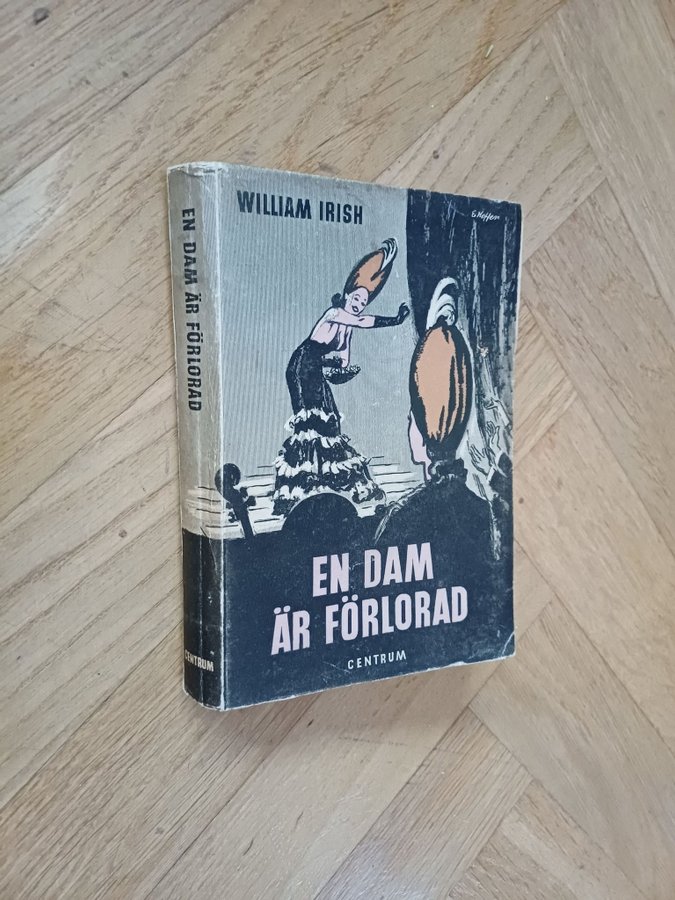 EN DAM ÄR FÖRLORAD
CENTRUM
WILLIAM IRISH
EN DAM
ÄR FÖRLORAD
CENTRUM